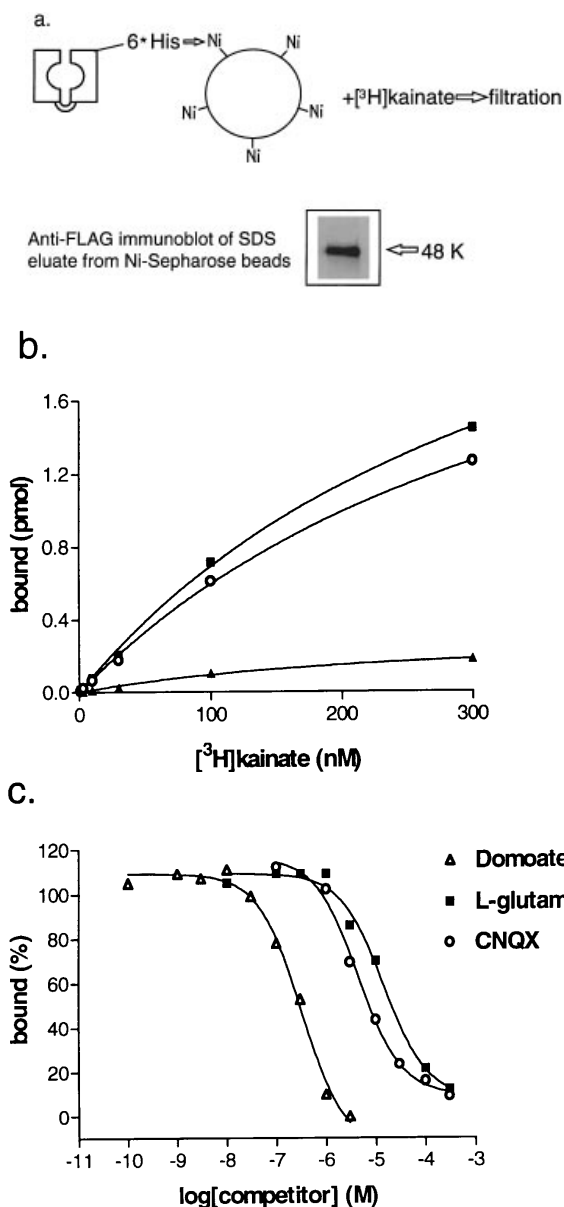 a.
6* His
Ni
Ni
Ni
Ni
Ni
+[³H]kainate
filtration
Anti-FLAG immunoblot of SDS
eluate from Ni-Sepharose beads
48 K
b.
1.6
1.2
0.8
0.4
0.0
bound (pmol)
0
100
200
300
[³H]kainate (nM)
c.
120
100
80
60
40
20
0
bound (%)
-11
-10
-9
-8
-7
-6
-5
-4
-3
log[competitor] (M)
Domoate
L-glutam
CNQX